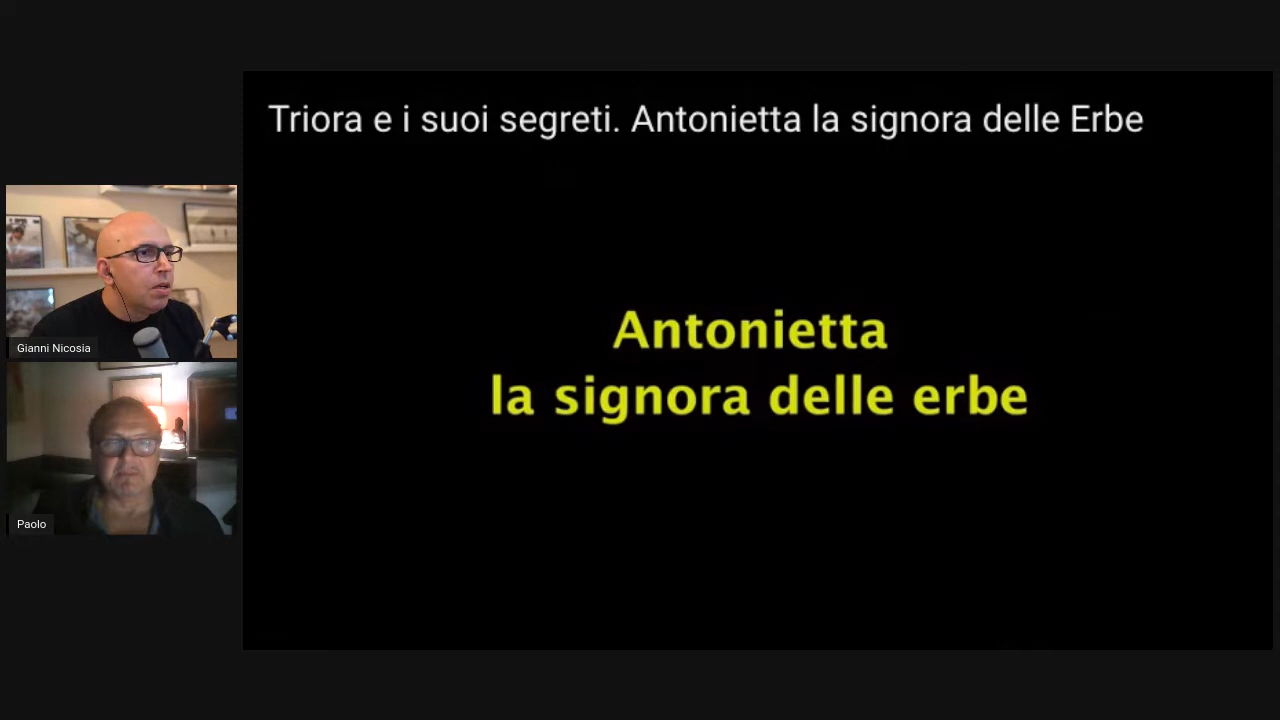 Triora e i suoi segreti. Antonietta la signora delle Erbe
Antonietta
la signora delle erbe
Gianni Nicosia
Paolo